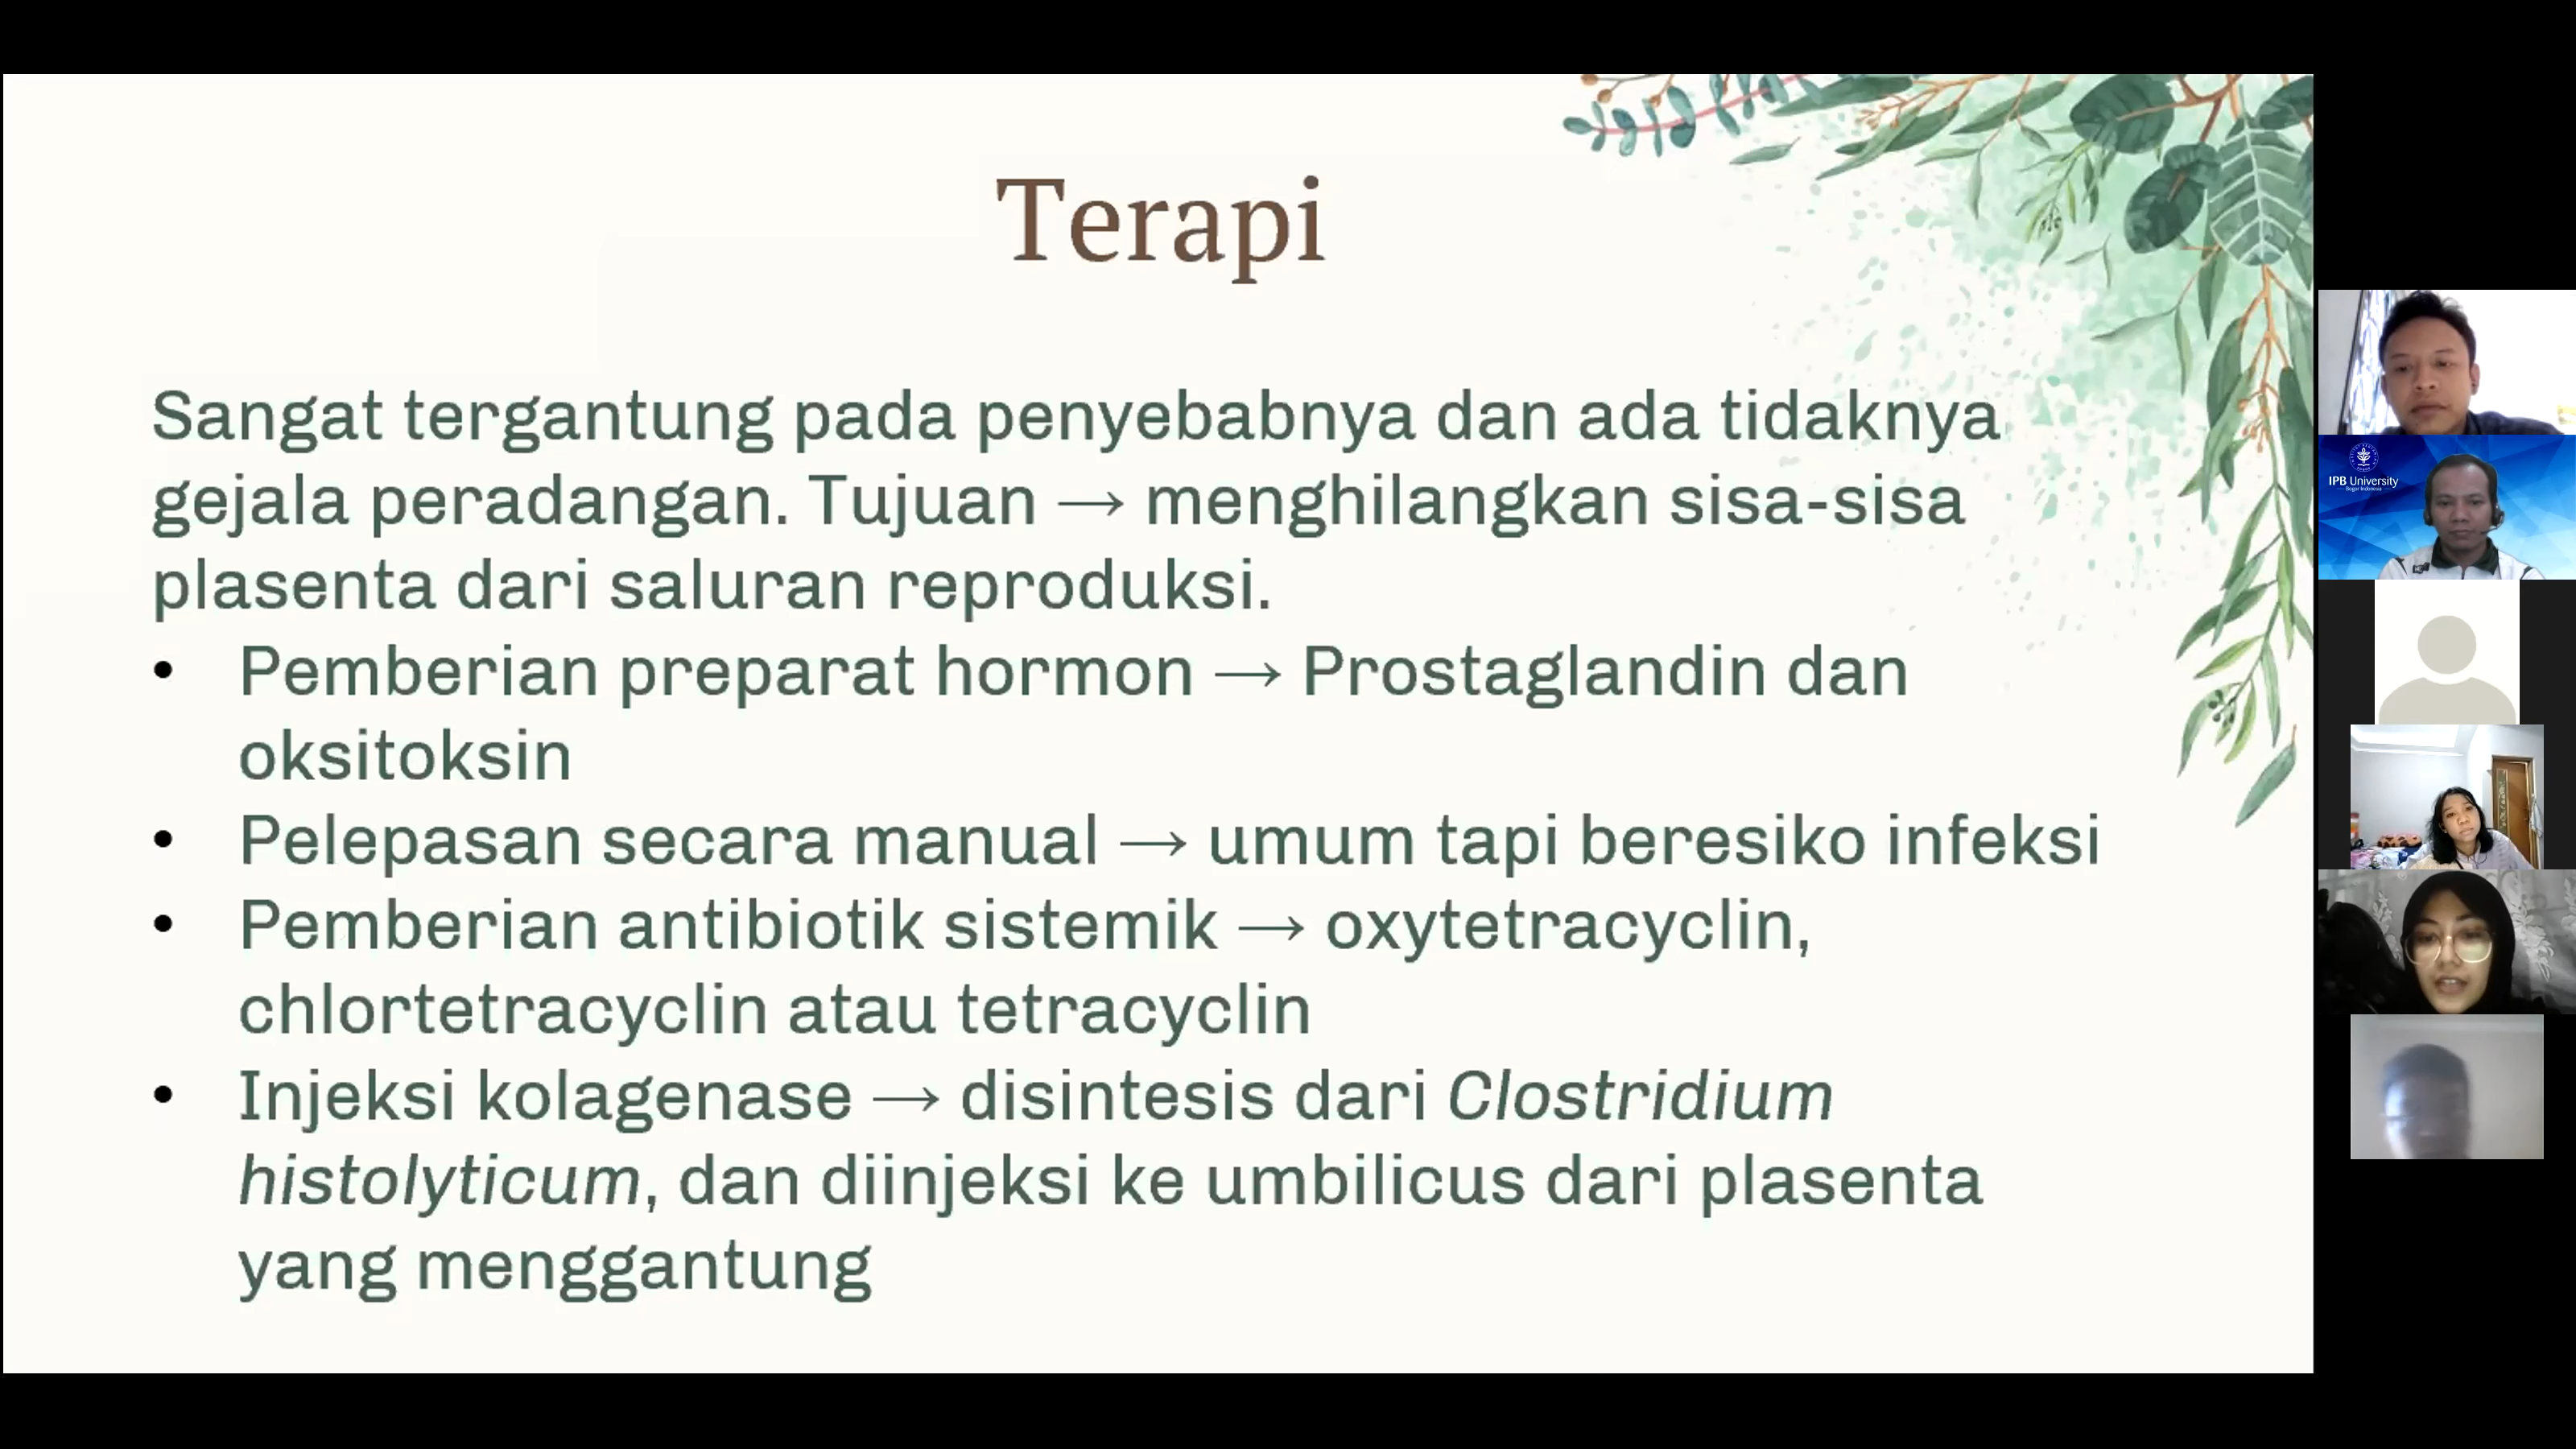 Terapi
Sangat tergantung pada penyebabnya dan ada tidaknya
gejala peradangan. Tujuan → menghilangkan sisa-sisa
plasenta dari saluran reproduksi.
• Pemberian preparat hormon → Prostaglandin dan
oksitoksin
• Pelepasan secara manual → umum tapi beresiko infeksi
• Pemberian antibiotik sistemik → oxytetracyclin,
chlortetracyclin atau tetracyclin
• Injeksi kolagenase → disintesis dari Clostridium
histolyticum, dan diinjeksi ke umbilicus dari plasenta
yang menggantung
IPB University
Bogor Indonesia